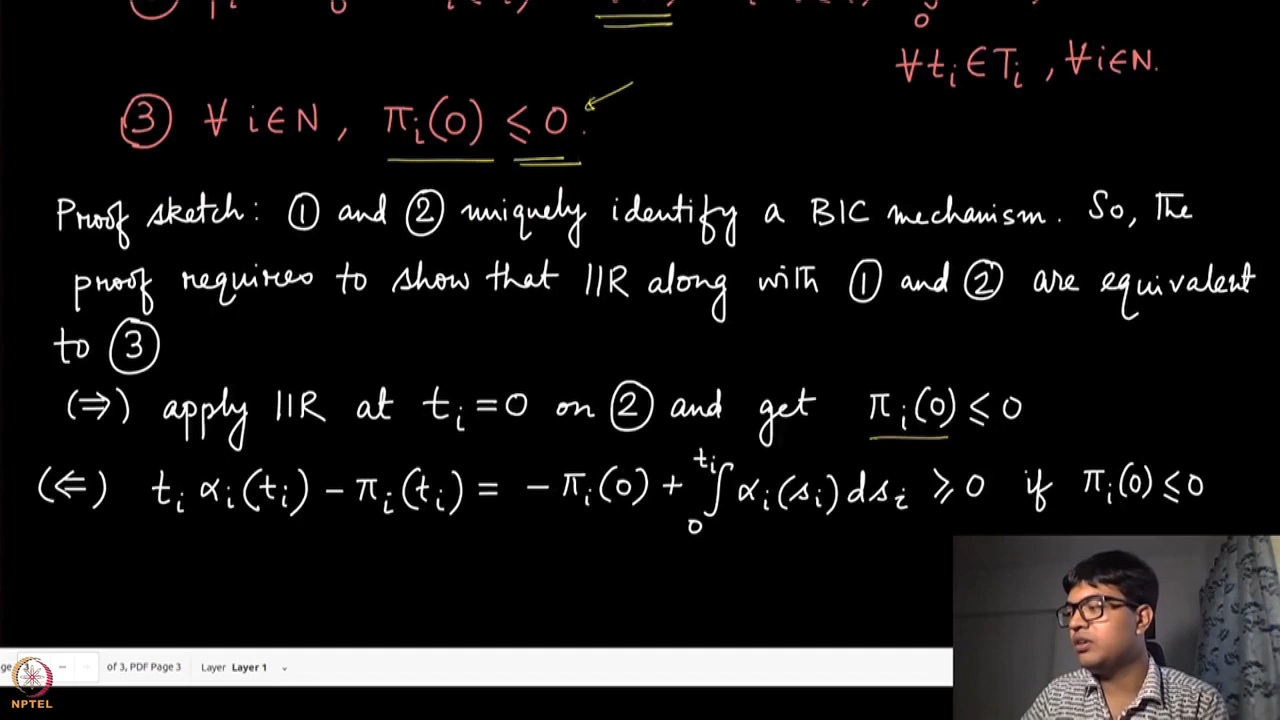 ∀ tᵢ ∈ Tᵢ , ∀ i ∈ N.
③ ∀ i ∈ N , πᵢ(0) ⩽ 0 .
Proof sketch: ① and ② uniquely identify a BIC mechanism. So, the
proof requires to show that IIR along with ① and ② are equivalent
to ③
(⇒) apply IIR at tᵢ = 0 on ② and get πᵢ(0) ⩽ 0
(⇐) tᵢ αᵢ(tᵢ) − πᵢ(tᵢ) = − πᵢ(0) + ∫₀^{tᵢ} αᵢ(sᵢ) dsᵢ ⩾ 0 if πᵢ(0) ⩽ 0
of 3, PDF Page 3 Layer Layer 1
NPTEL